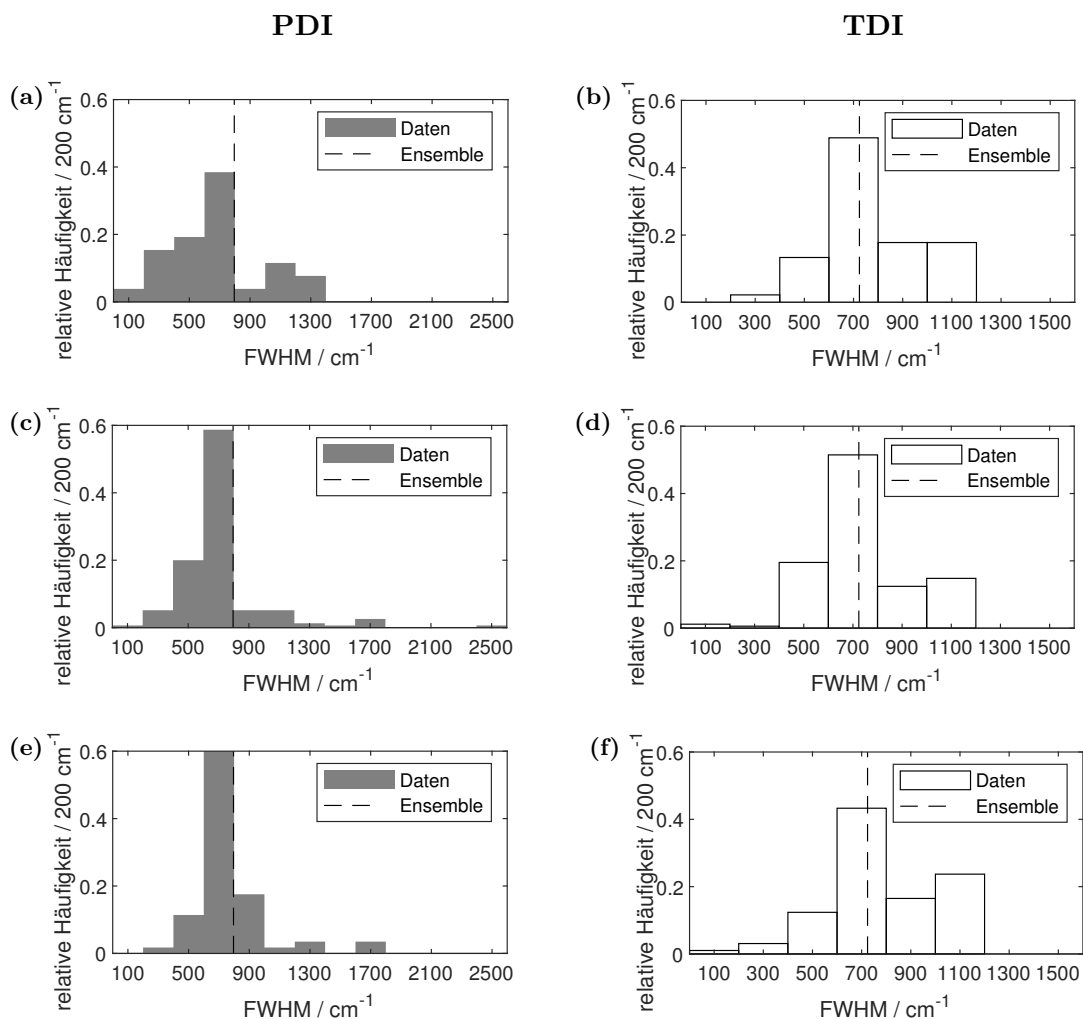 PDI
TDI
(a)
relative Häufigkeit / 200 cm⁻¹
0.6
0.4
0.2
0
Daten
Ensemble
100 500 900 1300 1700 2100 2500
FWHM / cm⁻¹
(b)
relative Häufigkeit / 200 cm⁻¹
0.6
0.4
0.2
0
Daten
Ensemble
100 300 500 700 900 1100 1300 1500
FWHM / cm⁻¹
(c)
relative Häufigkeit / 200 cm⁻¹
0.6
0.4
0.2
0
Daten
Ensemble
100 500 900 1300 1700 2100 2500
FWHM / cm⁻¹
(d)
relative Häufigkeit / 200 cm⁻¹
0.6
0.4
0.2
0
Daten
Ensemble
100 300 500 700 900 1100 1300 1500
FWHM / cm⁻¹
(e)
relative Häufigkeit / 200 cm⁻¹
0.6
0.4
0.2
0
Daten
Ensemble
100 500 900 1300 1700 2100 2500
FWHM / cm⁻¹
(f)
relative Häufigkeit / 200 cm⁻¹
0.6
0.4
0.2
0
Daten
Ensemble
100 300 500 700 900 1100 1300 1500
FWHM / cm⁻¹